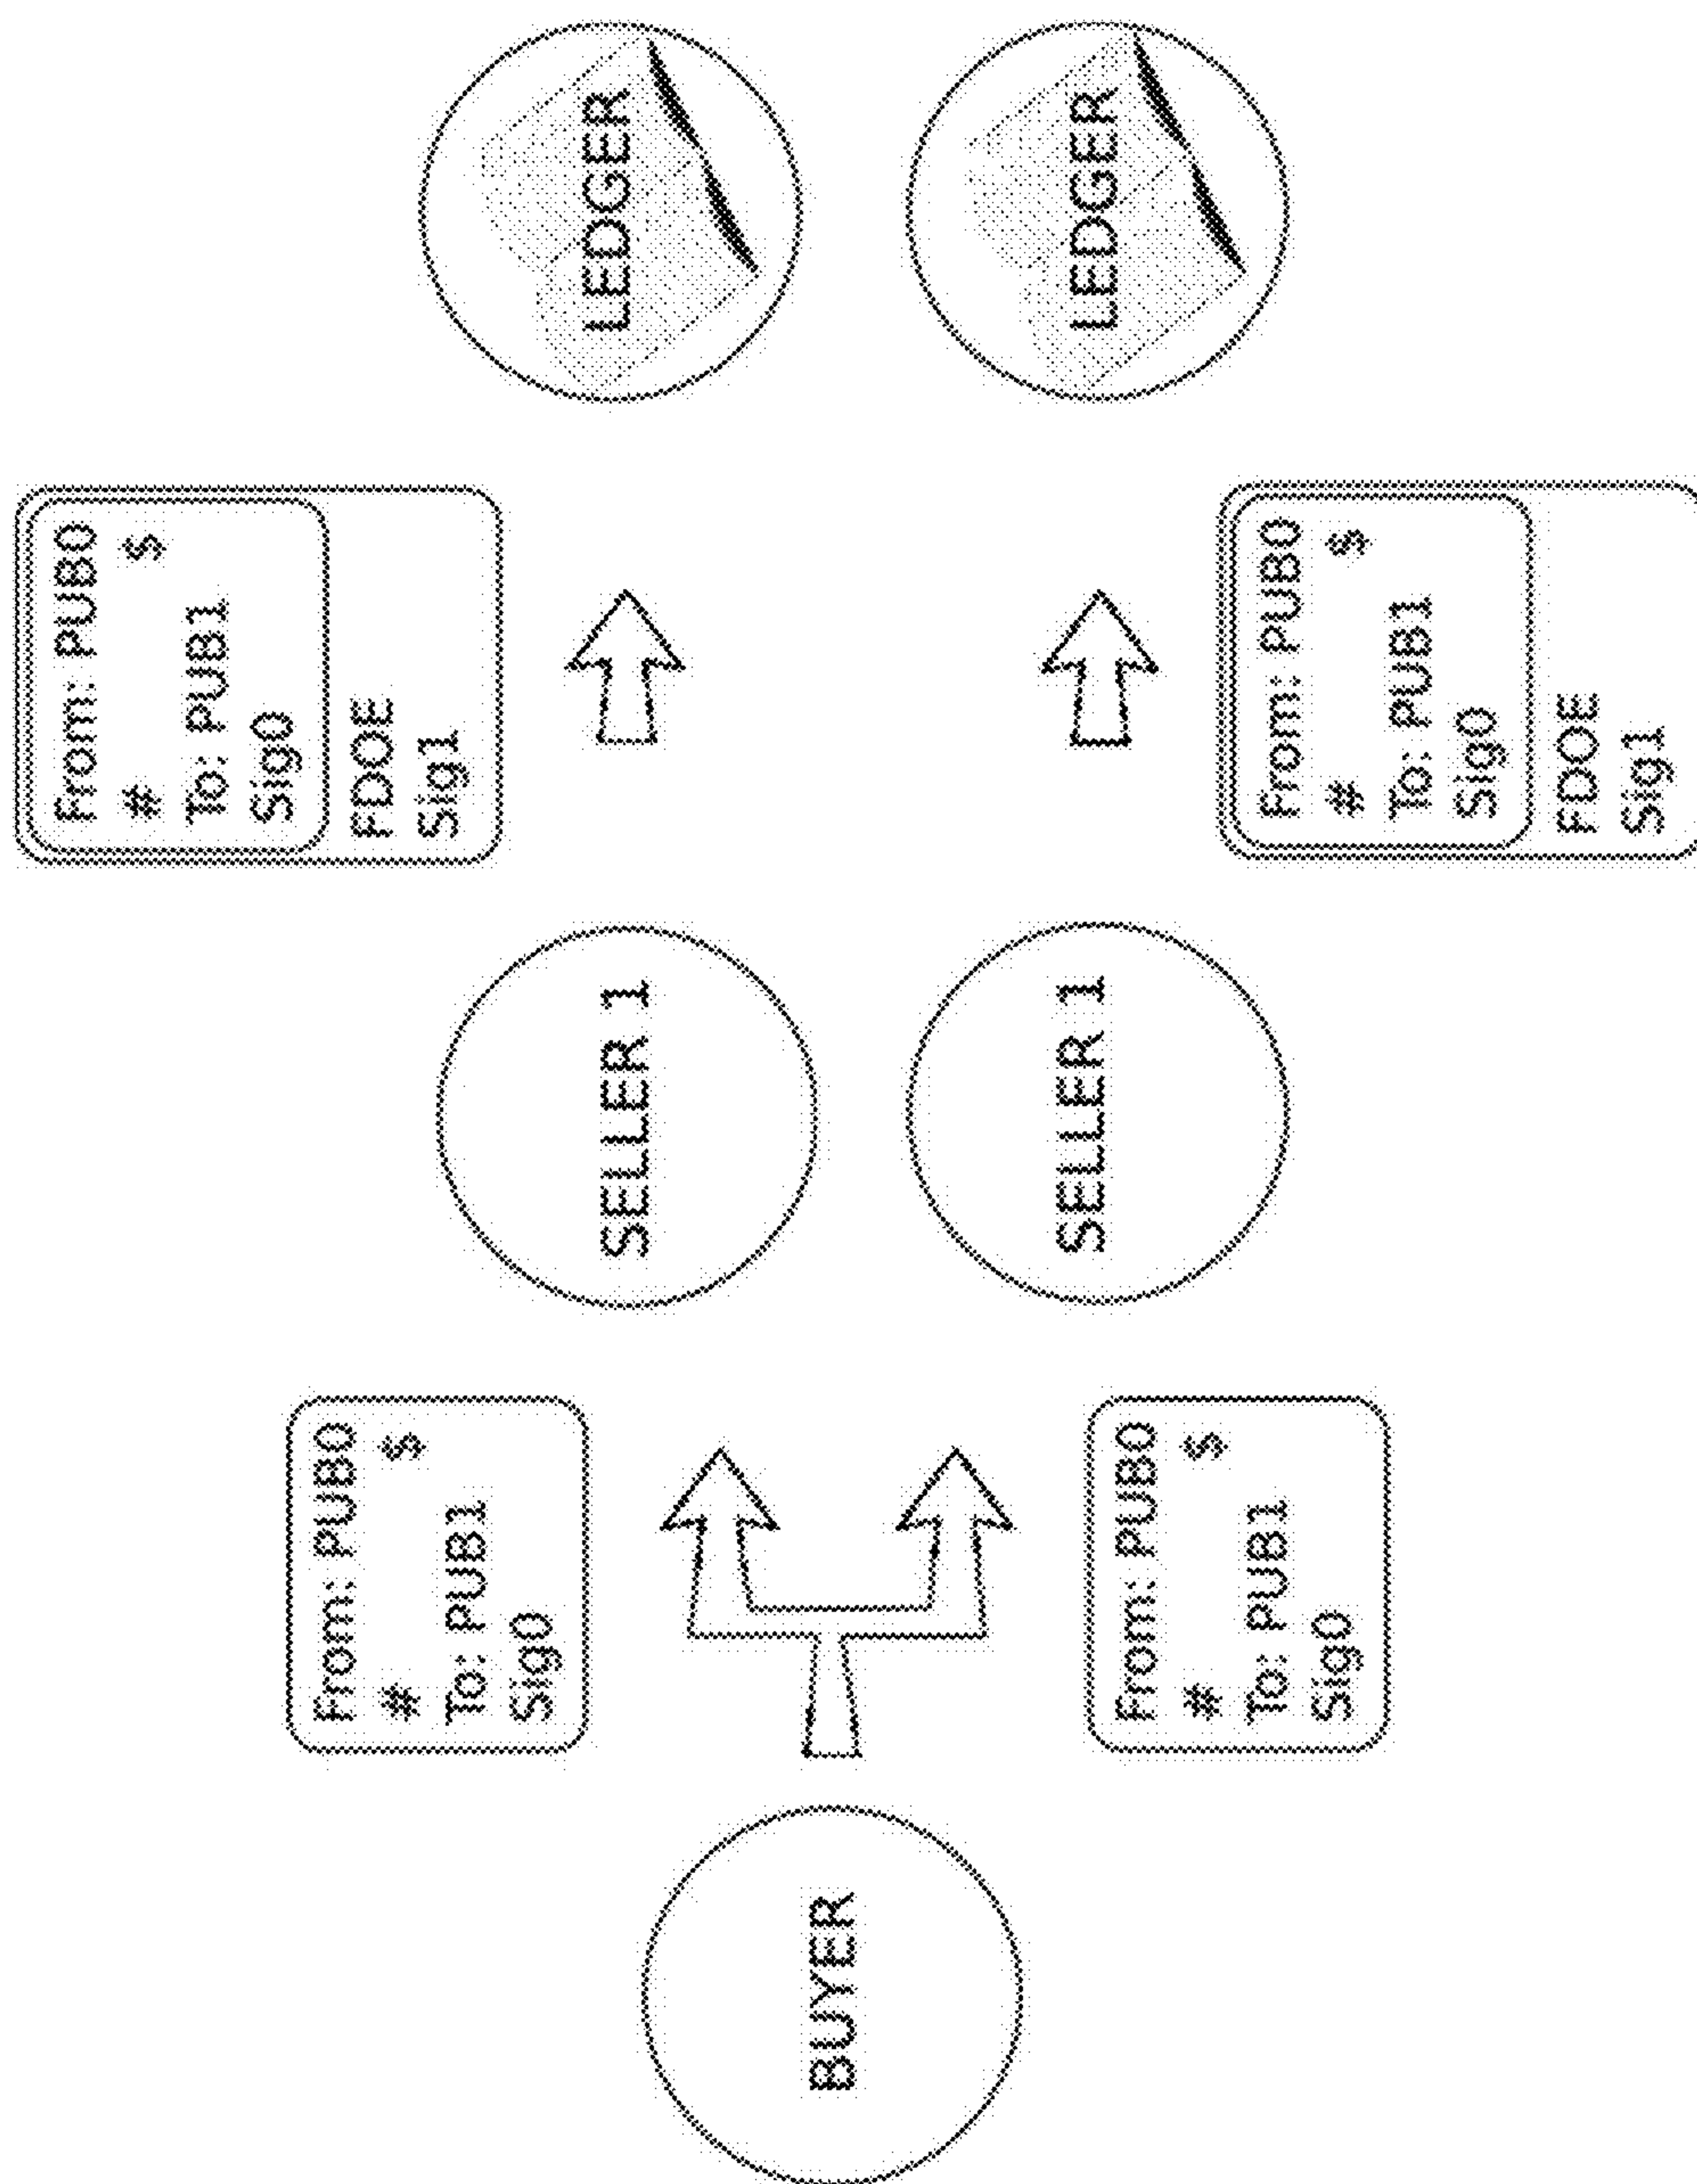 BUYER
From: PUB0
# $
To: PUB1
Sig0
From: PUB0
# $
To: PUB1
Sig0
SELLER 1
SELLER 1
From: PUB0
# $
To: PUB1
Sig0
FDOE
Sig1
From: PUB0
# $
To: PUB1
Sig0
FDOE
Sig1
LEDGER
LEDGER